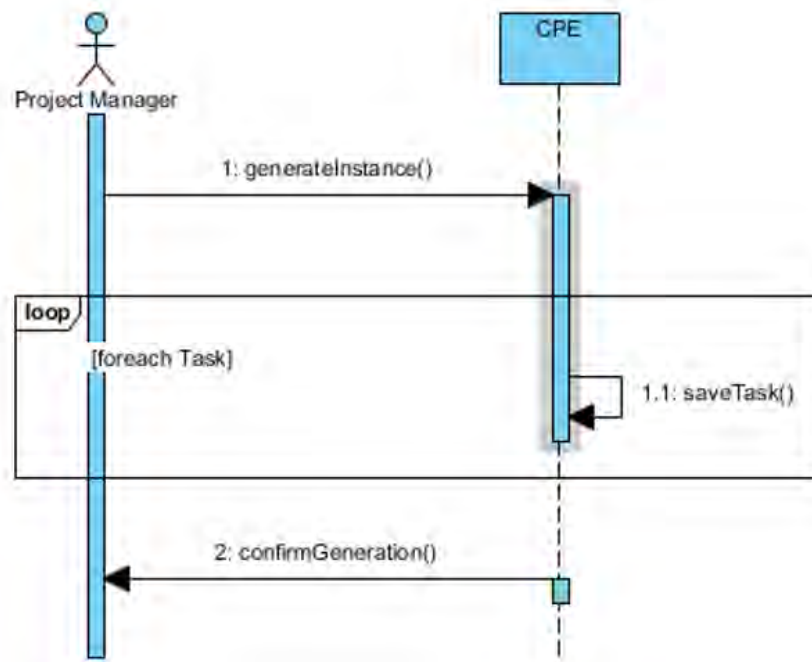 CPE
Project Manager
1: generateInstance()
loop
[foreach Task]
1.1: saveTask()
2: confirmGeneration()